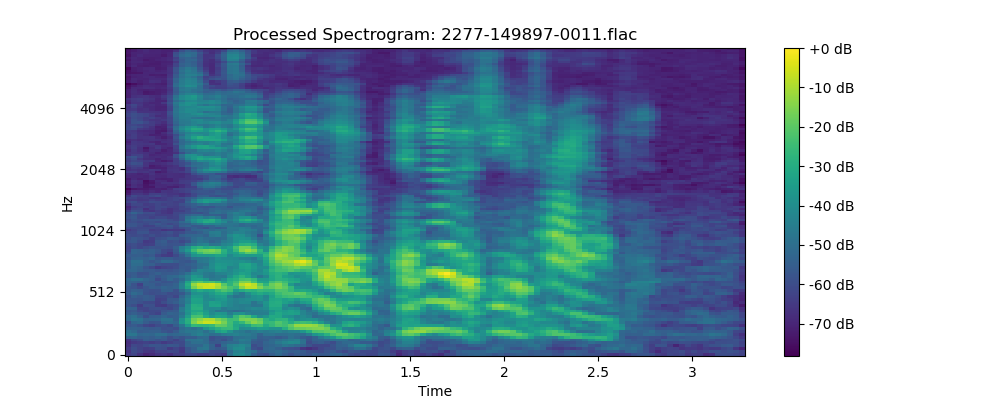 Processed Spectrogram: 2277-149897-0011.flac
Hz
4096
2048
1024
512
0
0
0.5
1
1.5
2
2.5
3
Time
+0 dB
-10 dB
-20 dB
-30 dB
-40 dB
-50 dB
-60 dB
-70 dB